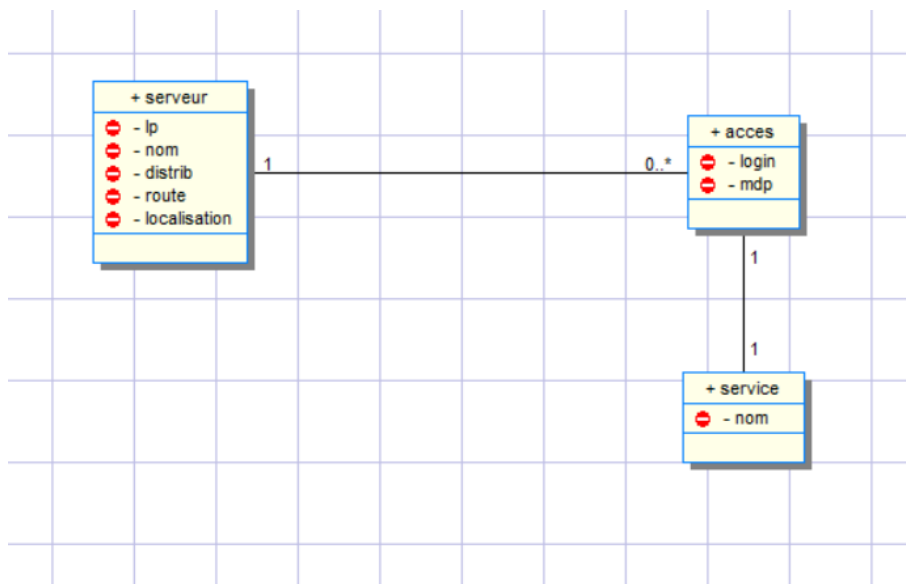 + serveur
- Ip
- nom
- distrib
- route
- localisation
1
0..*
+ acces
- login
- mdp
1
1
+ service
- nom